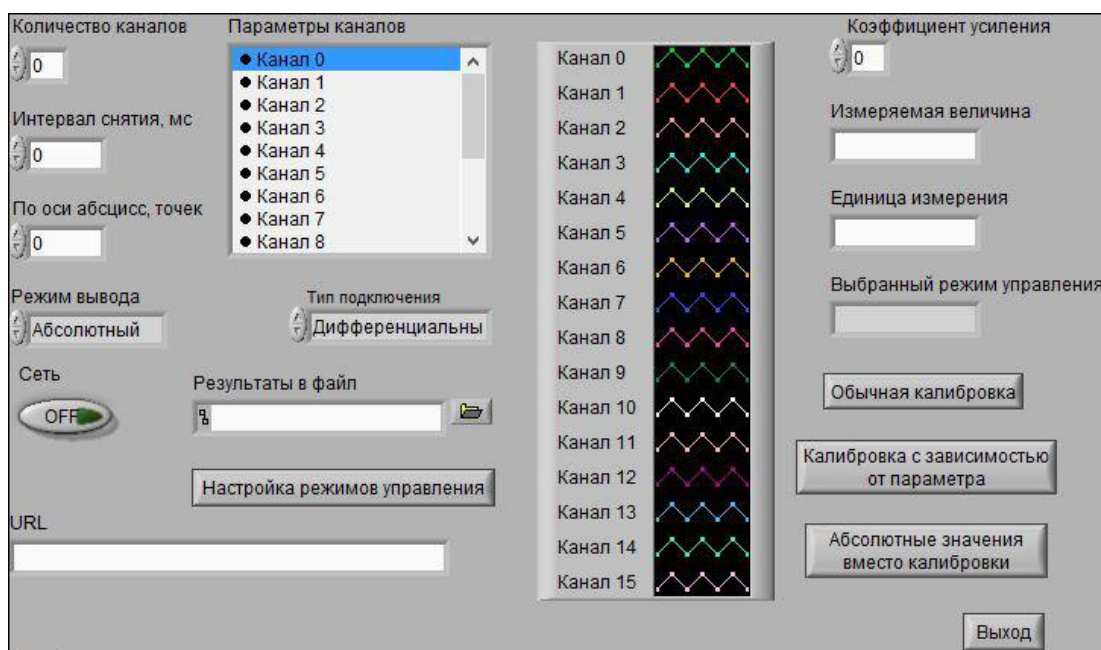 Количество каналов
0
Интервал снятия, мс
0
По оси абсцисс, точек
0
Режим вывода
Абсолютный
Сеть
OFF
Параметры каналов
Канал 0
Канал 1
Канал 2
Канал 3
Канал 4
Канал 5
Канал 6
Канал 7
Канал 8
Тип подключения
Дифференциальны
Результаты в файл
Настройка режимов управления
URL
Канал 0
Канал 1
Канал 2
Канал 3
Канал 4
Канал 5
Канал 6
Канал 7
Канал 8
Канал 9
Канал 10
Канал 11
Канал 12
Канал 13
Канал 14
Канал 15
Коэффициент усиления
0
Измеряемая величина
Единица измерения
Выбранный режим управления
Обычная калибровка
Калибровка с зависимостью
от параметра
Абсолютные значения
вместо калибровки
Выход